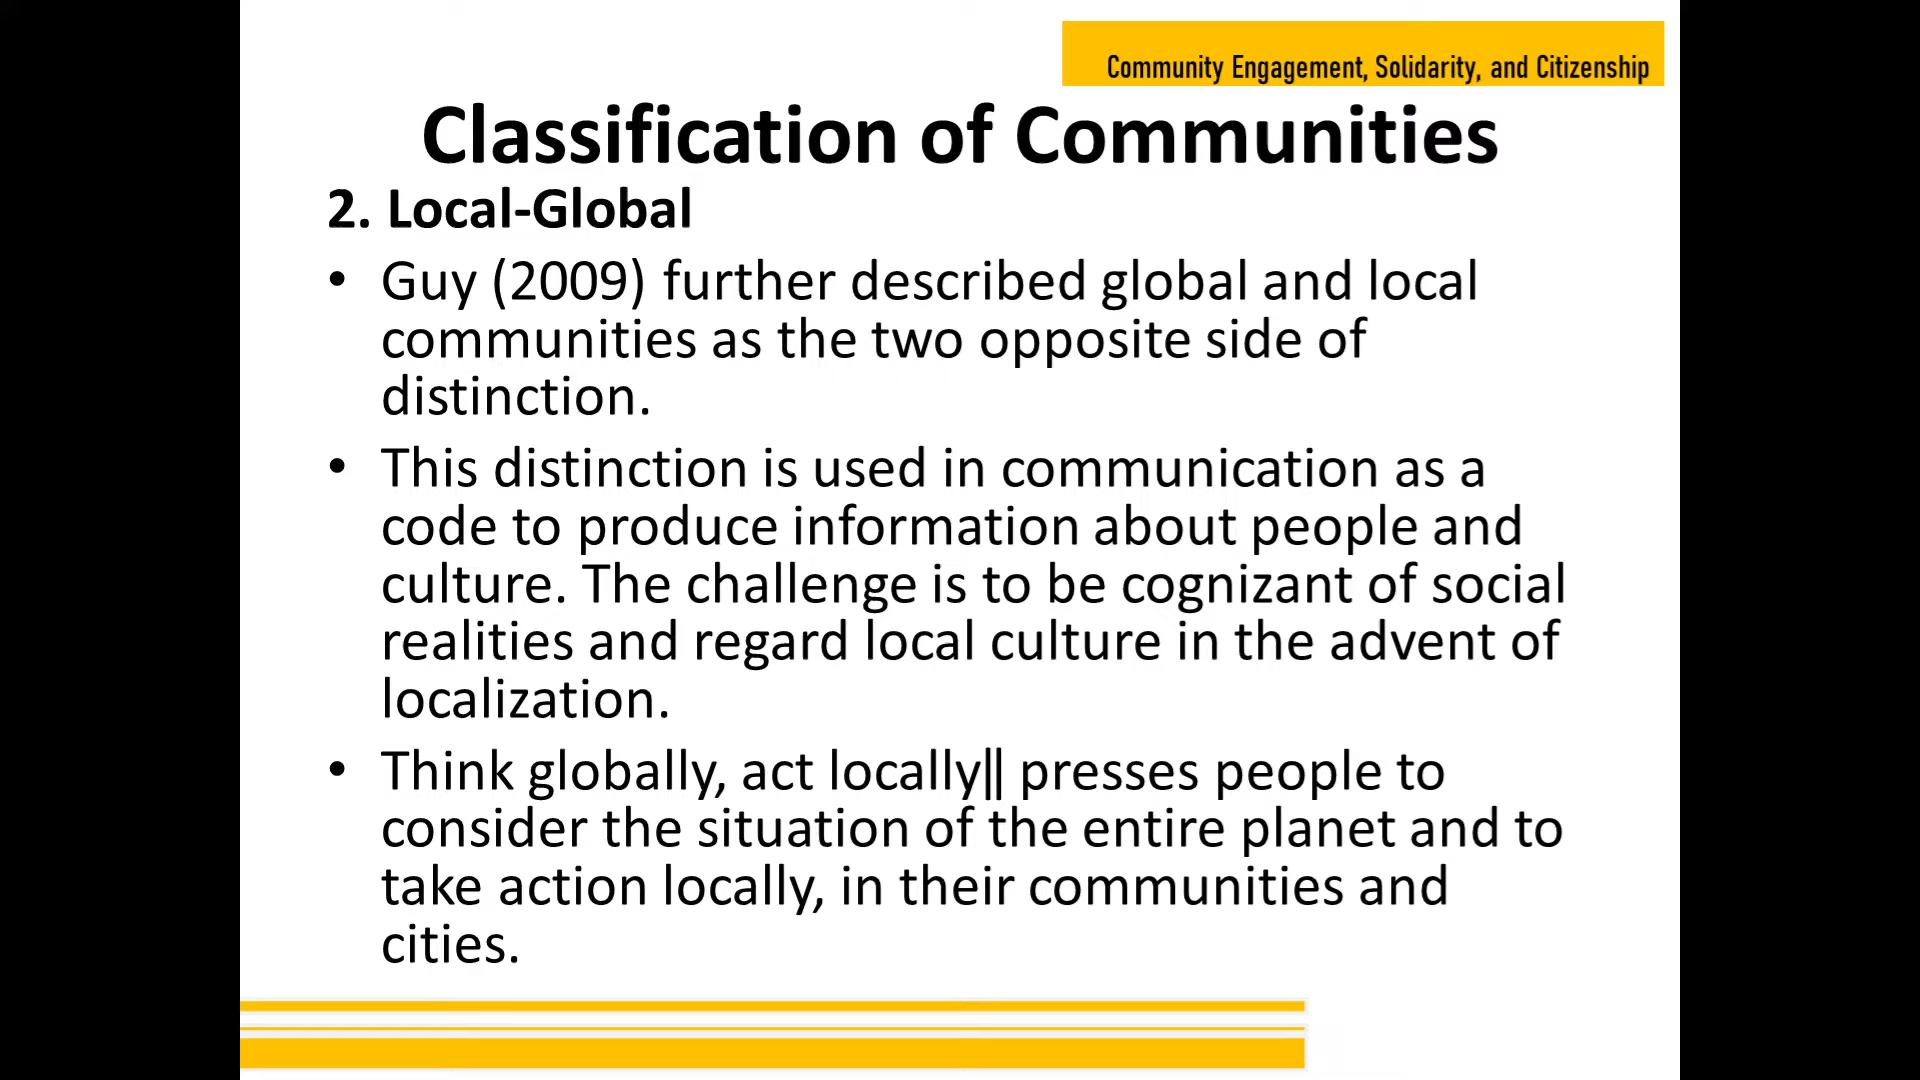 Community Engagement, Solidarity, and Citizenship
Classification of Communities
2. Local-Global
• Guy (2009) further described global and local
communities as the two opposite side of
distinction.
• This distinction is used in communication as a
code to produce information about people and
culture. The challenge is to be cognizant of social
realities and regard local culture in the advent of
localization.
• Think globally, act locally‖ presses people to
consider the situation of the entire planet and to
take action locally, in their communities and
cities.